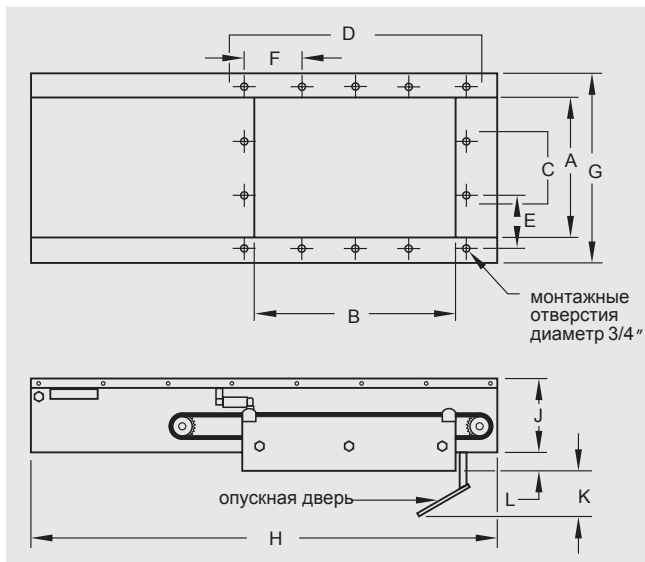 D
F
A
G
C
E
B
монтажные
отверстия
диаметр 3/4"
J
опускная дверь
L
K
H